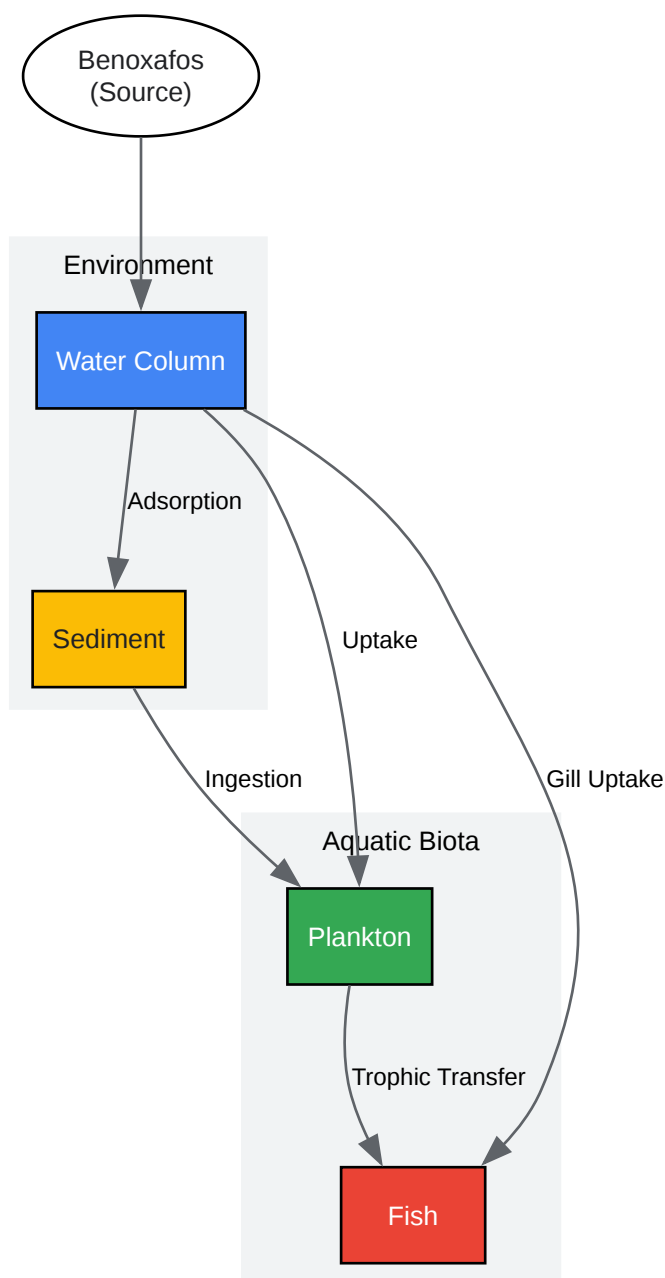 Benoxafos
(Source)
Environment
Water Column
Adsorption
Sediment
Uptake
Ingestion
Gill Uptake
Aquatic Biota
Plankton
Trophic Transfer
Fish